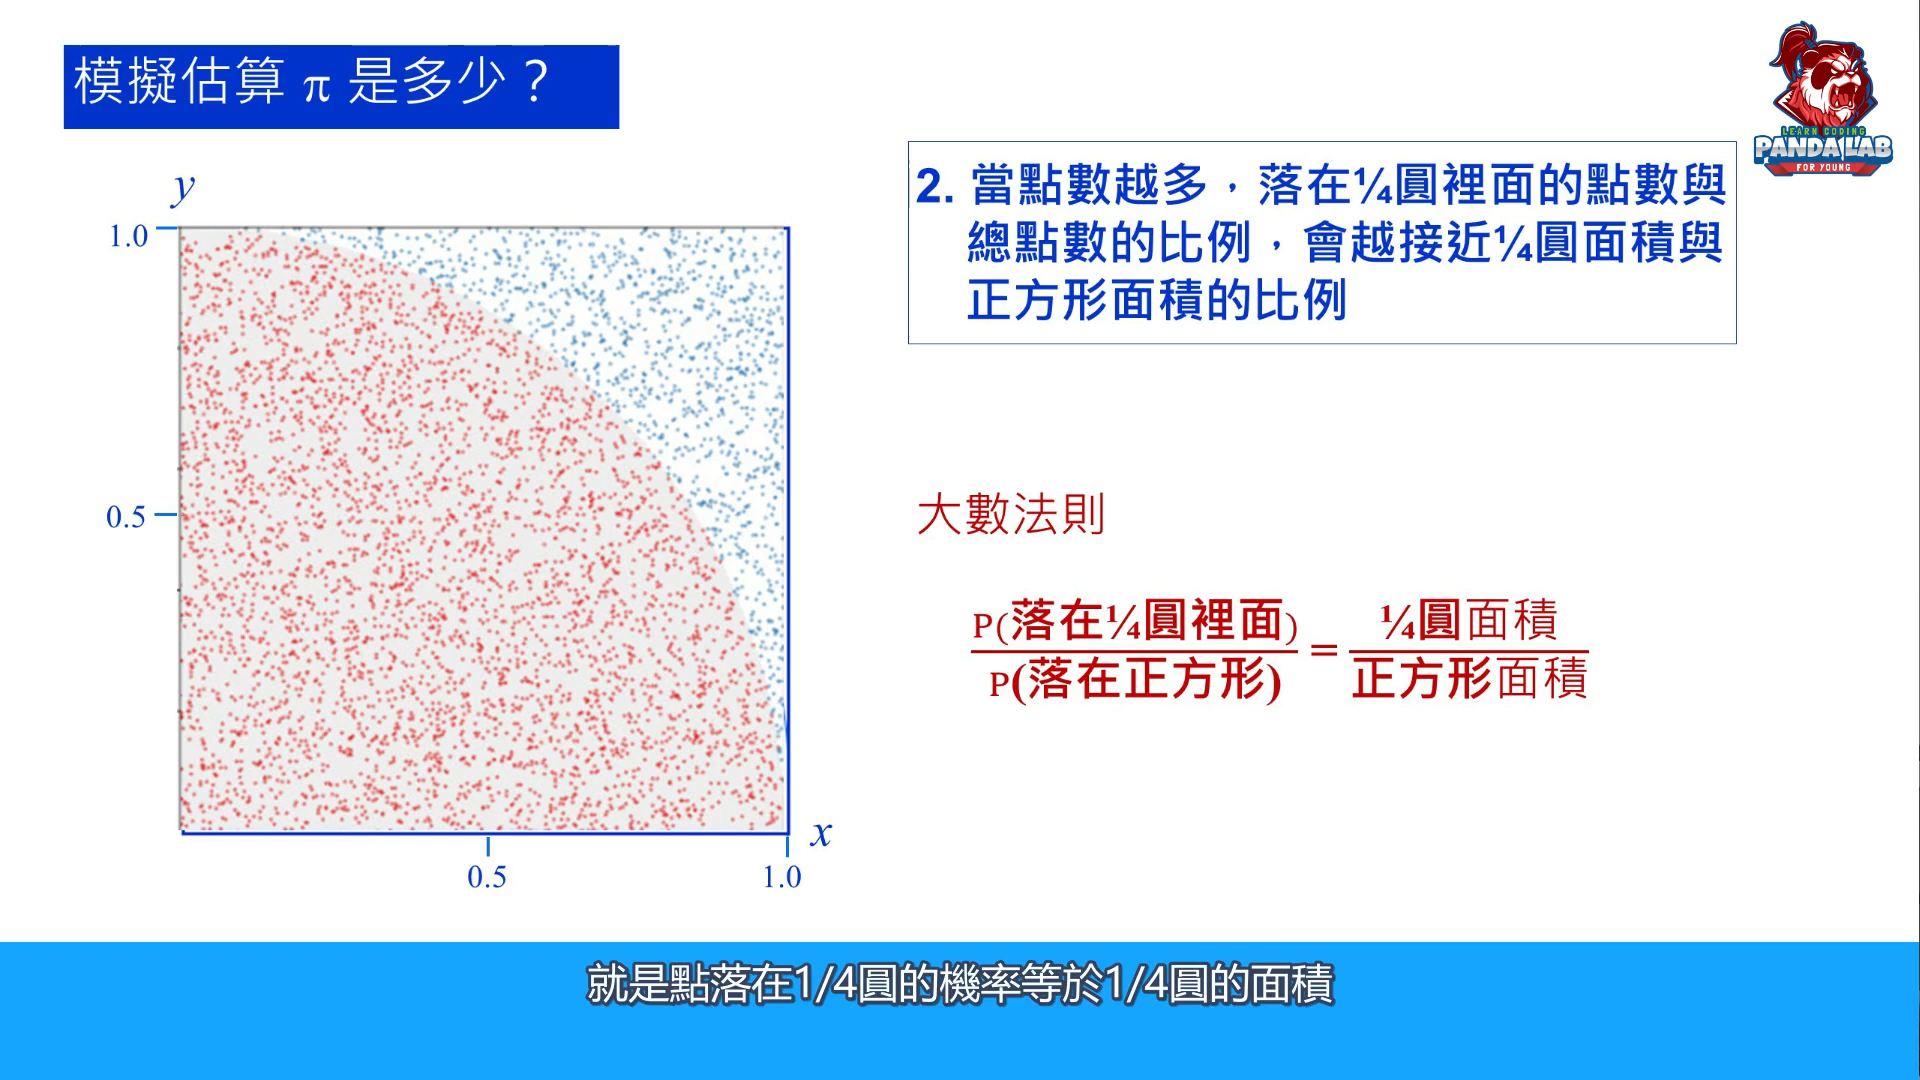 模擬估算 π 是多少？
LEARN CODING
PANDA LAB
FOR YOUNG
2. 當點數越多，落在¼圓裡面的點數與
總點數的比例，會越接近¼圓面積與
正方形面積的比例
y
1.0
0.5
x
0.5
1.0
大數法則
P(落在¼圓裡面) = ¼圓面積
P(落在正方形) 正方形面積
就是點落在1/4圓的機率等於1/4圓的面積